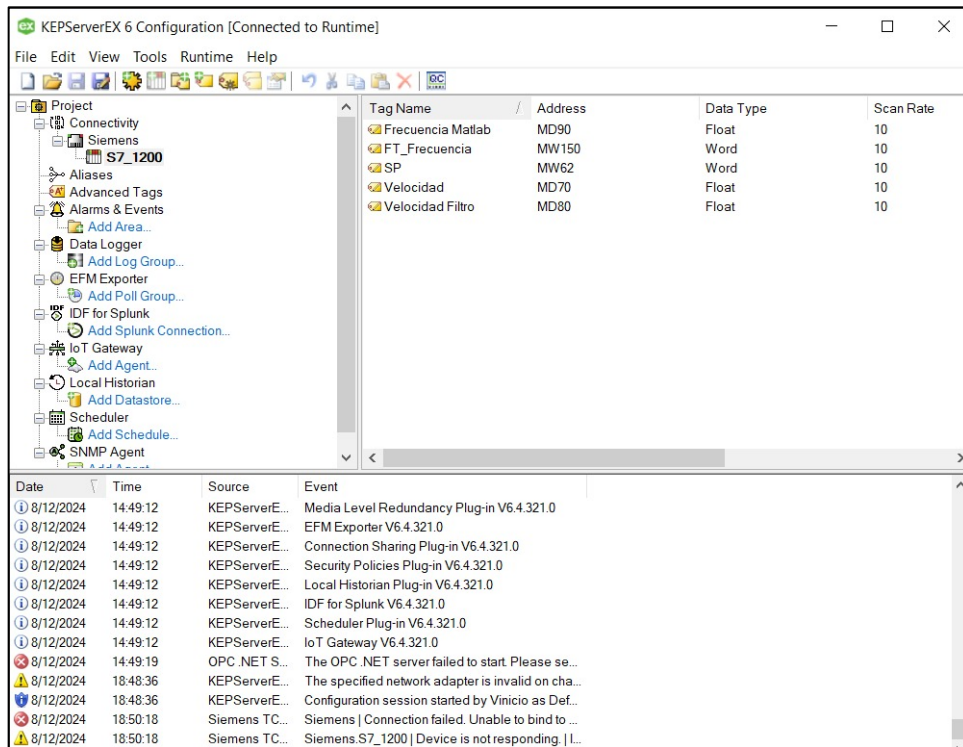 KEPServerEX 6 Configuration [Connected to Runtime]
File Edit View Tools Runtime Help
Project
Connectivity
Siemens
S7_1200
Aliases
Advanced Tags
Alarms & Events
Add Area...
Data Logger
Add Log Group...
EFM Exporter
Add Poll Group...
IDF for Splunk
Add Splunk Connection...
IoT Gateway
Add Agent...
Local Historian
Add Datastore...
Scheduler
Add Schedule...
SNMP Agent
Tag Name Address Data Type Scan Rate
Frecuencia Matlab MD90 Float 10
FT_Frecuencia MW150 Word 10
SP MW62 Word 10
Velocidad MD70 Float 10
Velocidad Filtro MD80 Float 10
Date Time Source Event
8/12/2024 14:49:12 KEPServerE... Media Level Redundancy Plug-in V6.4.321.0
8/12/2024 14:49:12 KEPServerE... EFM Exporter V6.4.321.0
8/12/2024 14:49:12 KEPServerE... Connection Sharing Plug-in V6.4.321.0
8/12/2024 14:49:12 KEPServerE... Security Policies Plug-in V6.4.321.0
8/12/2024 14:49:12 KEPServerE... Local Historian Plug-in V6.4.321.0
8/12/2024 14:49:12 KEPServerE... IDF for Splunk V6.4.321.0
8/12/2024 14:49:12 KEPServerE... Scheduler Plug-in V6.4.321.0
8/12/2024 14:49:12 KEPServerE... IoT Gateway V6.4.321.0
8/12/2024 14:49:19 OPC .NET S... The OPC .NET server failed to start. Please se...
8/12/2024 18:48:36 KEPServerE... The specified network adapter is invalid on cha...
8/12/2024 18:48:36 KEPServerE... Configuration session started by Vinicio as Def...
8/12/2024 18:50:18 Siemens TC... Siemens | Connection failed. Unable to bind to ...
8/12/2024 18:50:18 Siemens TC... Siemens.S7_1200 | Device is not responding. | I...